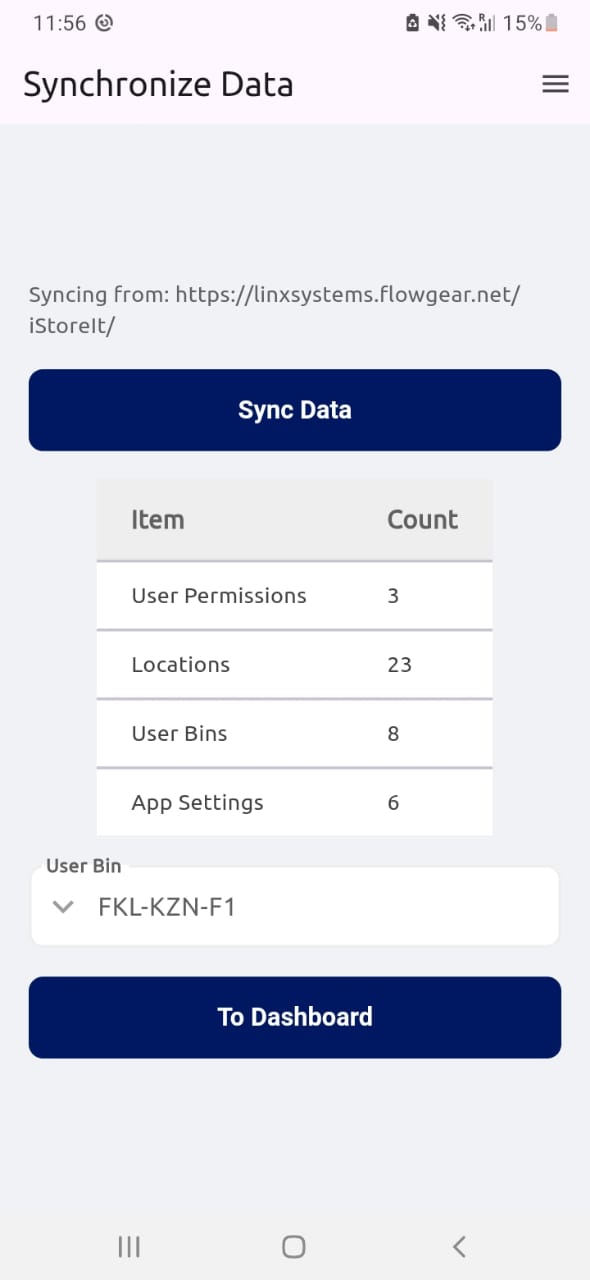 11:56
15%
Synchronize Data
Syncing from: https://linxsystems.flowgear.net/
iStoreIt/
Sync Data
Item Count
User Permissions 3
Locations 23
User Bins 8
App Settings 6
User Bin
FKL-KZN-F1
To Dashboard